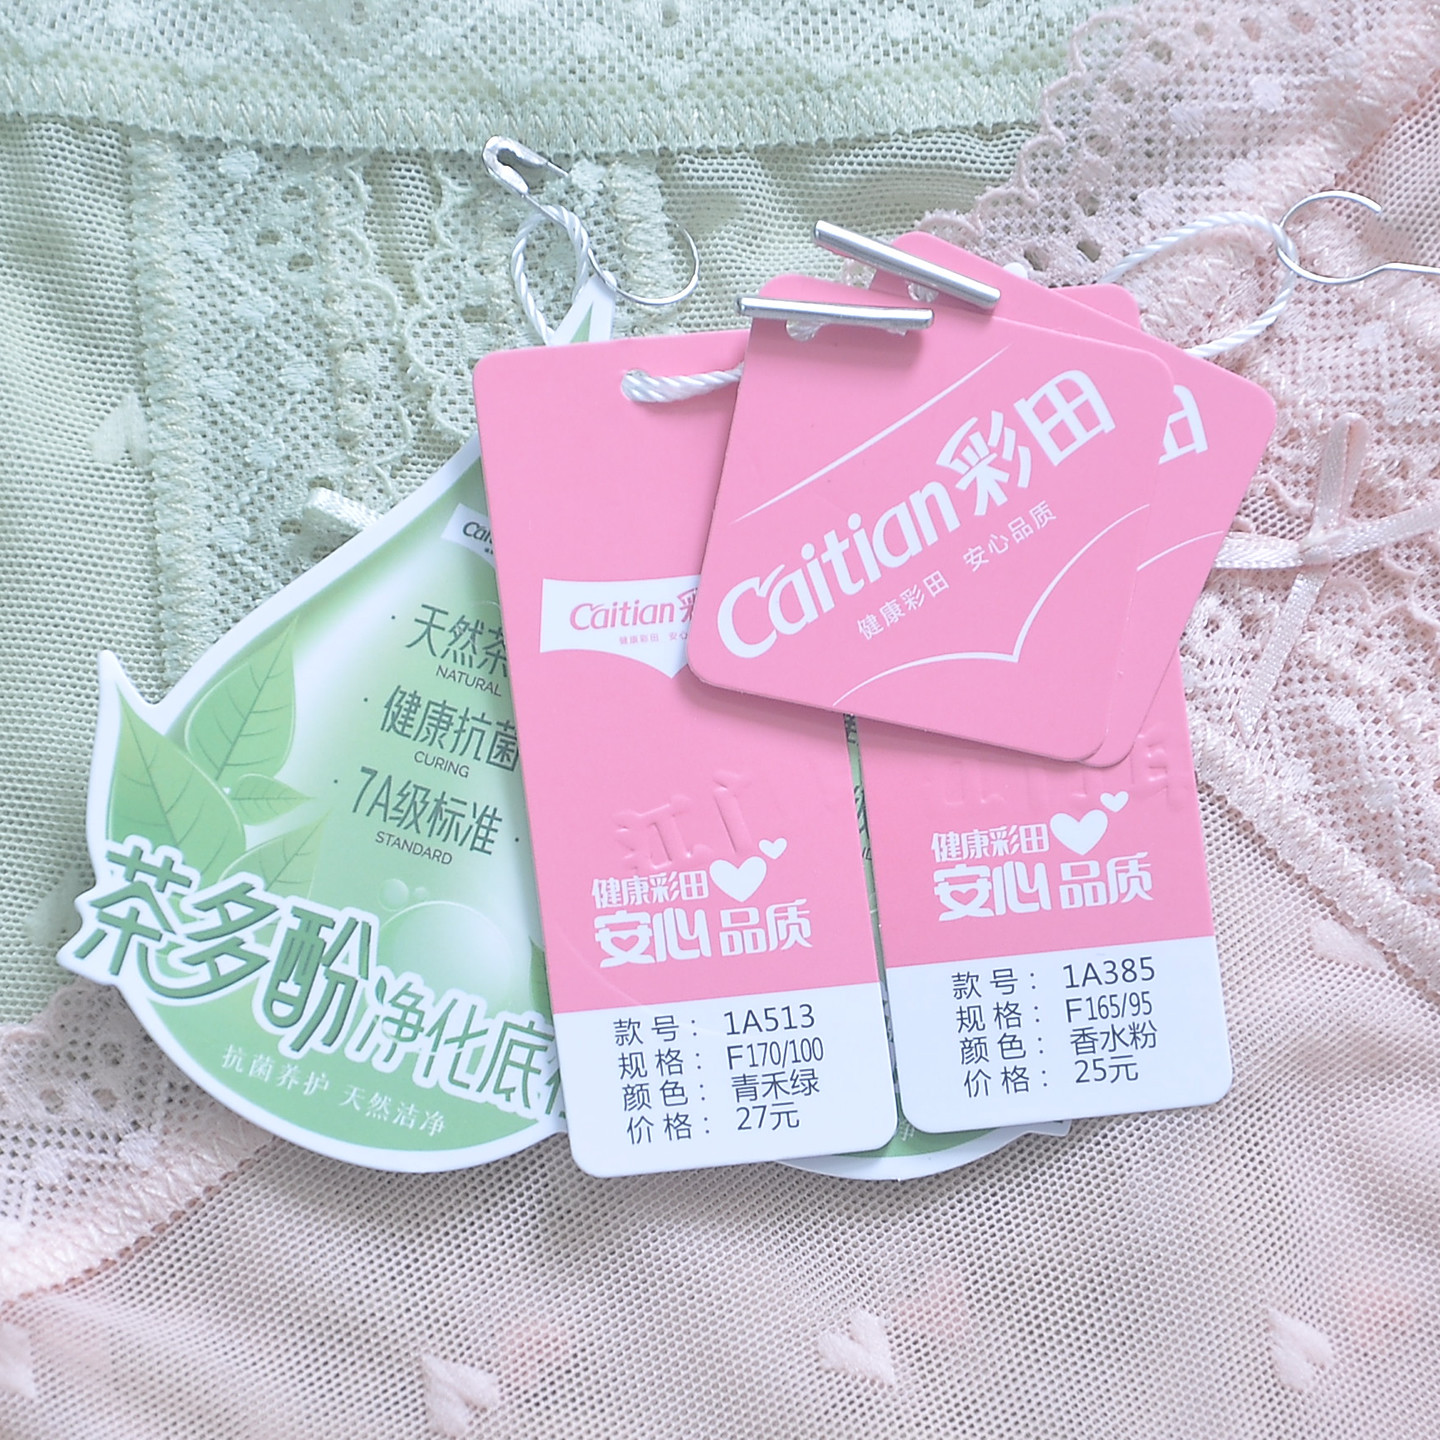 Caitian彩田
健康彩田 安心品质
Caitian
健康彩田
健康彩田
安心品质
款号：1A513
规格：F170/100
颜色：青禾绿
价格：27元
健康彩田
安心品质
款号：1A385
规格：F165/95
颜色：香水粉
价格：25元
·天然茶
NATURAL
·健康抗菌
CURING
·7A级标准·
STANDARD
茶多酚净化底
抗菌养护 天然洁净